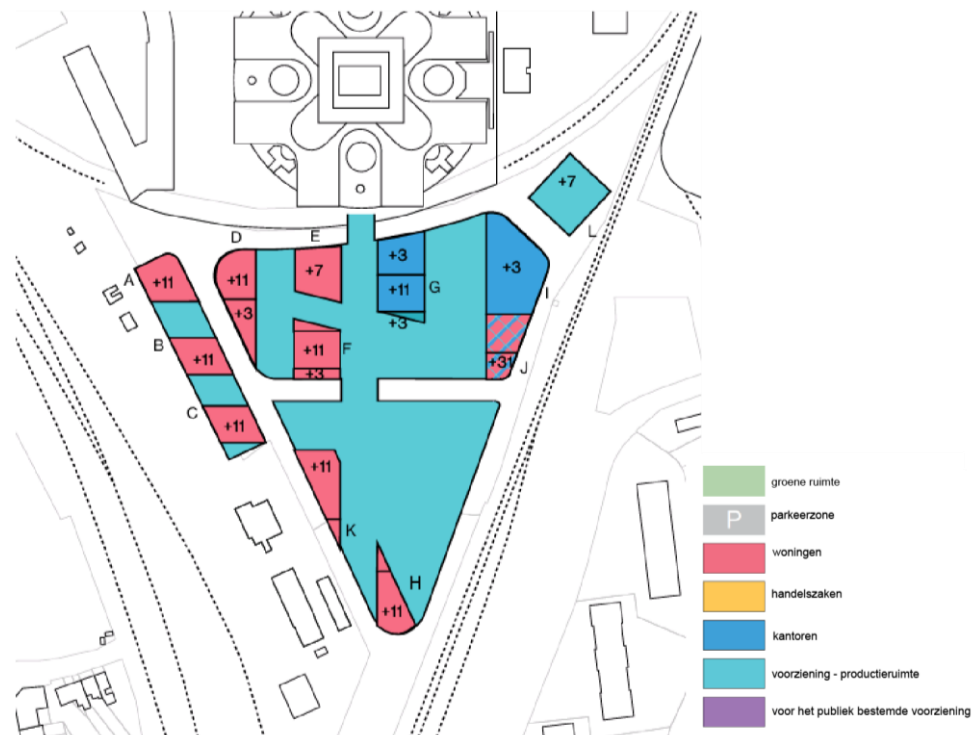 +7
L
D
E
A
+11
+11
+7
+3
+3
I
+11
G
+3
+3
B
+11
+11
F
+31
J
+3
C
+11
+11
K
H
+11
groene ruimte
P parkeerzone
woningen
handelszaken
kantoren
voorziening - productieruimte
voor het publiek bestemde voorziening